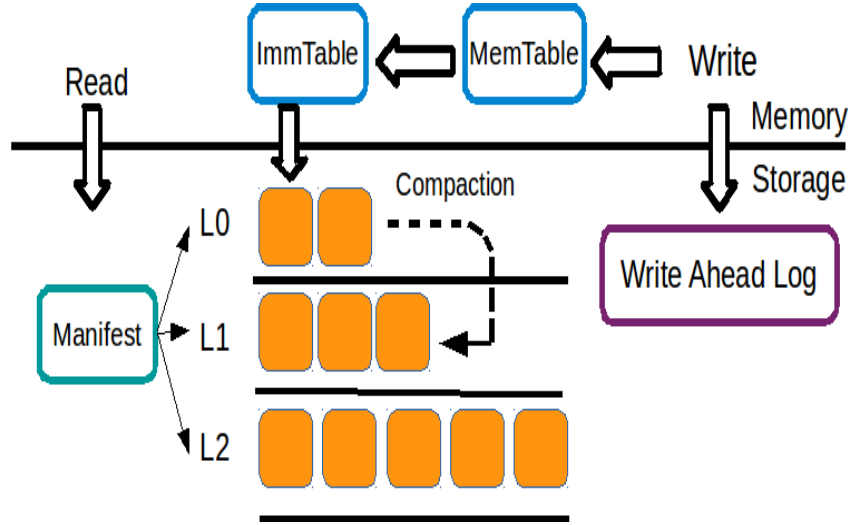 ImmTable
MemTable
Write
Read
Memory
Storage
Compaction
L0
Write Ahead Log
Manifest
L1
L2